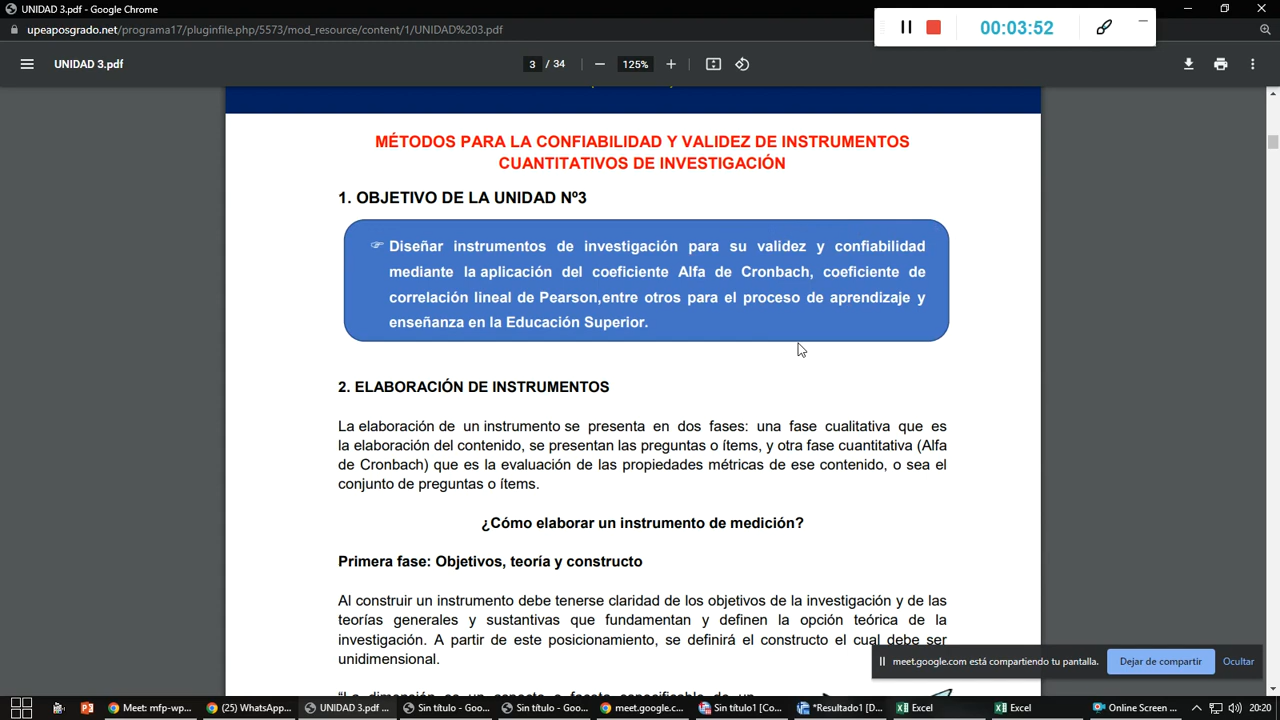 UNIDAD 3.pdf - Google Chrome
upeaposgrado.net/programa17/pluginfile.php/5573/mod_resource/content/1/UNIDAD%203.pdf
00:03:52
UNIDAD 3.pdf
3 / 34
125%
MÉTODOS PARA LA CONFIABILIDAD Y VALIDEZ DE INSTRUMENTOS
CUANTITATIVOS DE INVESTIGACIÓN
1. OBJETIVO DE LA UNIDAD Nº3
☞ Diseñar instrumentos de investigación para su validez y confiabilidad
mediante la aplicación del coeficiente Alfa de Cronbach, coeficiente de
correlación lineal de Pearson,entre otros para el proceso de aprendizaje y
enseñanza en la Educación Superior.
2. ELABORACIÓN DE INSTRUMENTOS
La elaboración de un instrumento se presenta en dos fases: una fase cualitativa que es
la elaboración del contenido, se presentan las preguntas o ítems, y otra fase cuantitativa (Alfa
de Cronbach) que es la evaluación de las propiedades métricas de ese contenido, o sea el
conjunto de preguntas o ítems.
¿Cómo elaborar un instrumento de medición?
Primera fase: Objetivos, teoría y constructo
Al construir un instrumento debe tenerse claridad de los objetivos de la investigación y de las
teorías generales y sustantivas que fundamentan y definen la opción teórica de la
investigación. A partir de este posicionamiento, se definirá el constructo el cual debe ser
unidimensional.
"La dimensión es un aspecto o faceta especificable de un
meet.google.com está compartiendo tu pantalla.
Dejar de compartir
Ocultar
Meet: mfp-wp...
(25) WhatsApp...
UNIDAD 3.pdf ...
Sin título - Goo...
Sin título - Goo...
meet.google.co...
Sin título1 [Co...
*Resultado1 [D...
Excel
Excel
Online Screen ...
20:20